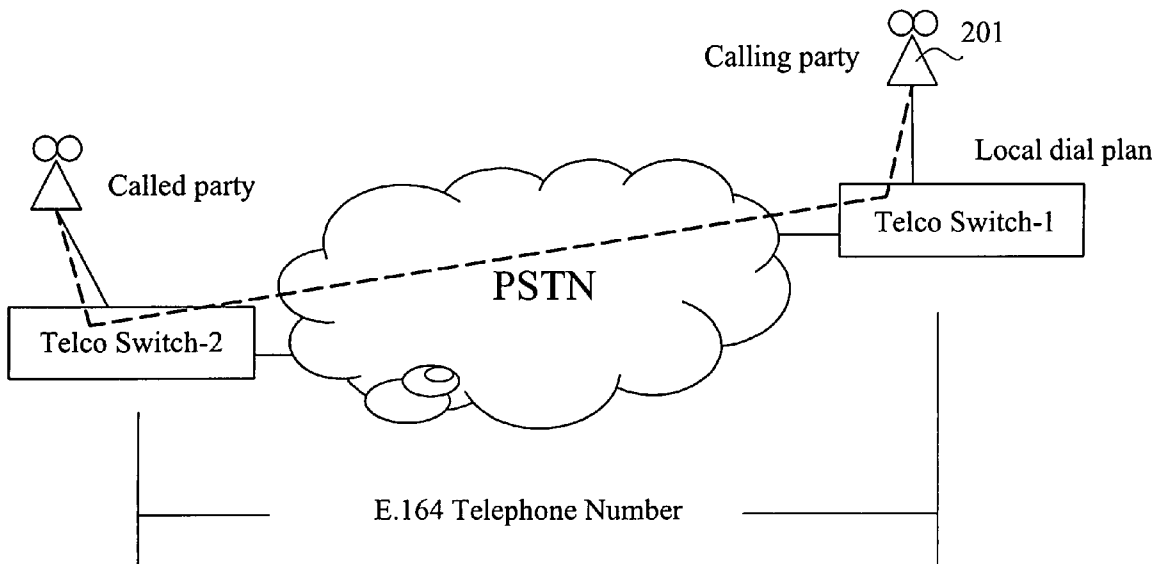 201
Calling party
Local dial plan
Called party
Telco Switch-1
PSTN
Telco Switch-2
E.164 Telephone Number